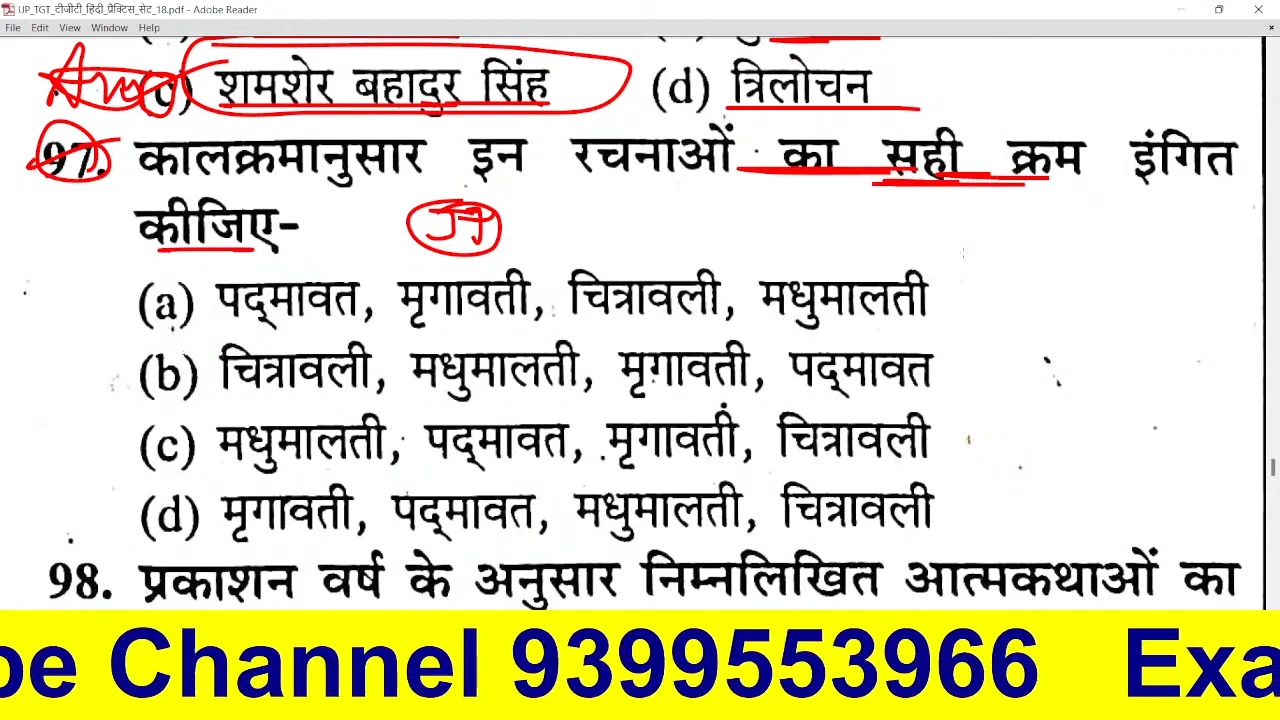 UP_TGT_टीजीटी_हिंदी_प्रैक्टिस_सेट_18.pdf - Adobe Reader
File Edit View Window Help
Ans (c) शमशेर बहादुर सिंह (d) त्रिलोचन
97. कालक्रमानुसार इन रचनाओं का सही क्रम इंगित
कीजिए-
(a) पद्मावत, मृगावती, चित्रावली, मधुमालती
(b) चित्रावली, मधुमालती, मृगावती, पद्मावत
(c) मधुमालती, पद्मावत, मृगावती, चित्रावली
(d) मृगावती, पद्मावत, मधुमालती, चित्रावली
98. प्रकाशन वर्ष के अनुसार निम्नलिखित आत्मकथाओं का
be Channel 9399553966 Exa